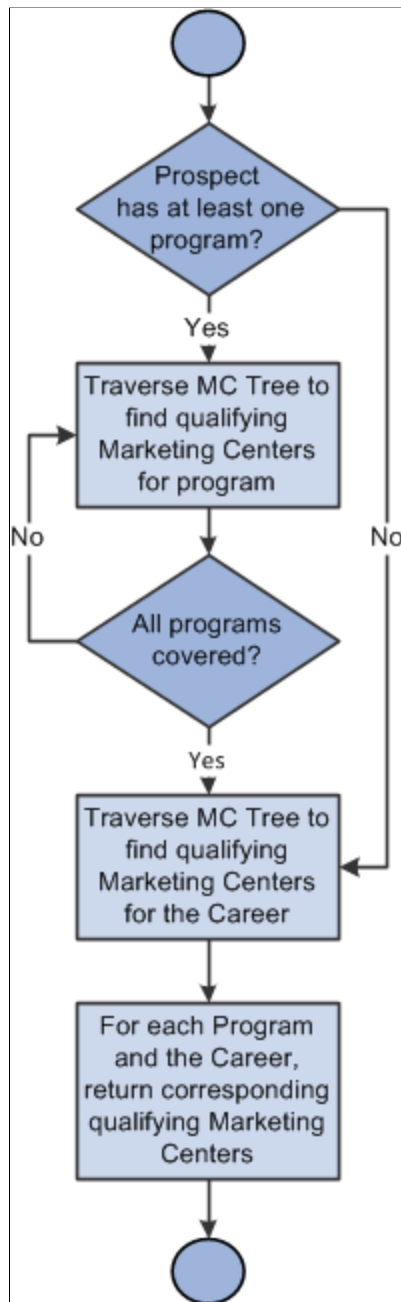 Prospect
has at least one
program?
Yes
Traverse MC Tree to
find qualifying
Marketing Centers
for program
No
No
All programs
covered?
Yes
Traverse MC Tree to
find qualifying
Marketing Centers
for the Career
For each Program
and the Career,
return corresponding
qualifying Marketing
Centers